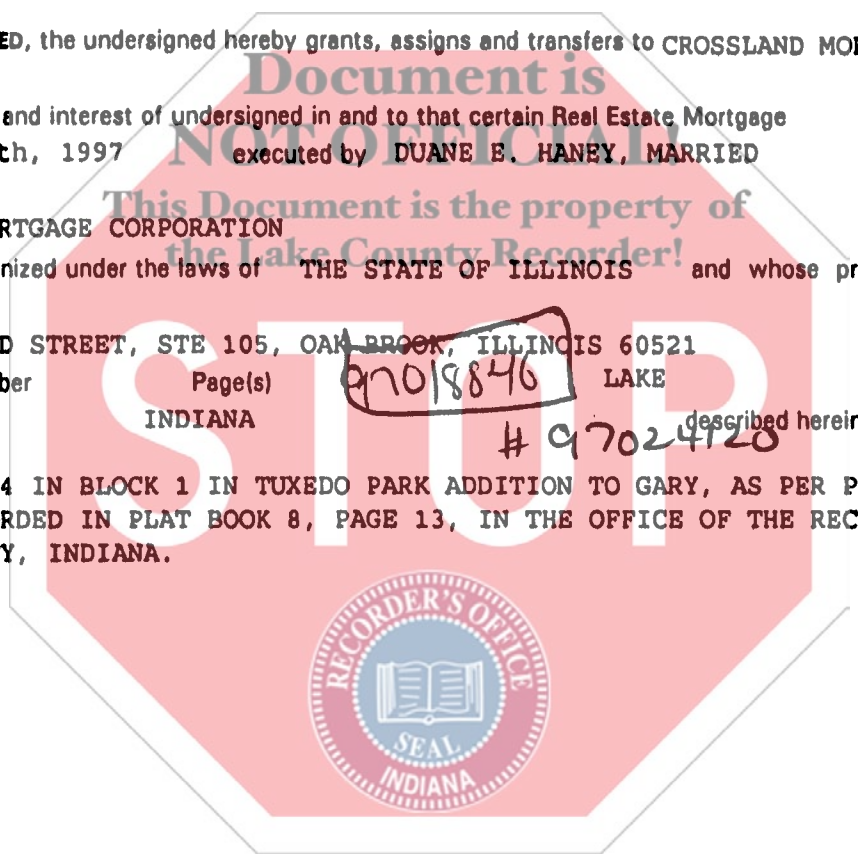 ED, the undersigned hereby grants, assigns and transfers to CROSSLAND MO
Document is
and interest of undersigned in and to that certain Real Estate Mortgage
th, 1997 executed by DUANE E. HANEY, MARRIED
NOT OFFICIAL!
This Document is the property of
RTGAGE CORPORATION
the Lake County Recorder!
nized under the laws of THE STATE OF ILLINOIS and whose pr
D STREET, STE 105, OAK BROOK, ILLINOIS 60521
ber Page(s) 97018846 LAKE
INDIANA described herein
# 97024120
STOP
4 IN BLOCK 1 IN TUXEDO PARK ADDITION TO GARY, AS PER P
RDED IN PLAT BOOK 8, PAGE 13, IN THE OFFICE OF THE REC
Y, INDIANA.
RECORDER'S OFFICE
SEAL
INDIANA